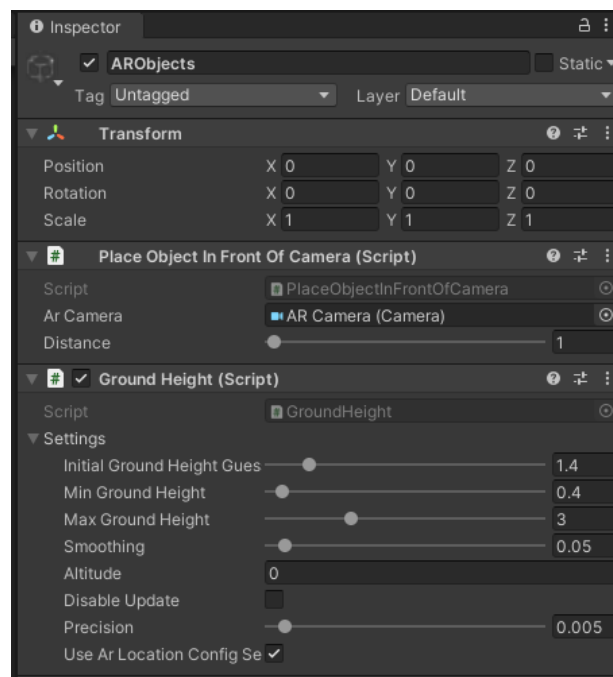 Inspector
ARObjects Static
Tag Untagged Layer Default
Transform
Position X 0 Y 0 Z 0
Rotation X 0 Y 0 Z 0
Scale X 1 Y 1 Z 1
# Place Object In Front Of Camera (Script)
Script PlaceObjectInFrontOfCamera
Ar Camera AR Camera (Camera)
Distance 1
# Ground Height (Script)
Script GroundHeight
Settings
Initial Ground Height Gues 1.4
Min Ground Height 0.4
Max Ground Height 3
Smoothing 0.05
Altitude 0
Disable Update
Precision 0.005
Use Ar Location Config Se